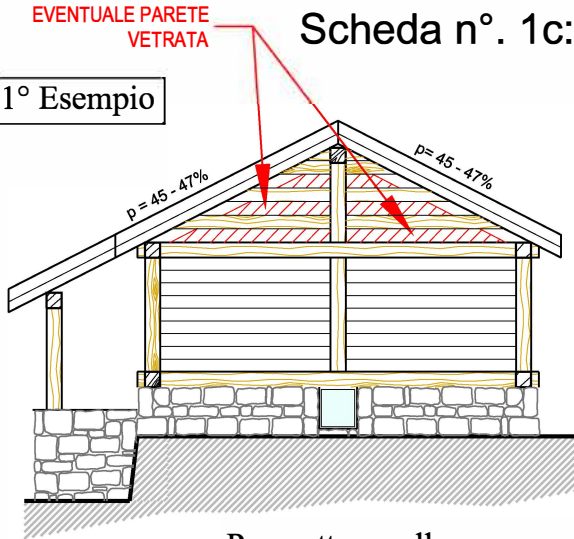 EVENTUALE PARETE
VETRATA
Scheda n°. 1c:
1° Esempio
p = 45 - 47%
p= 45 - 47%